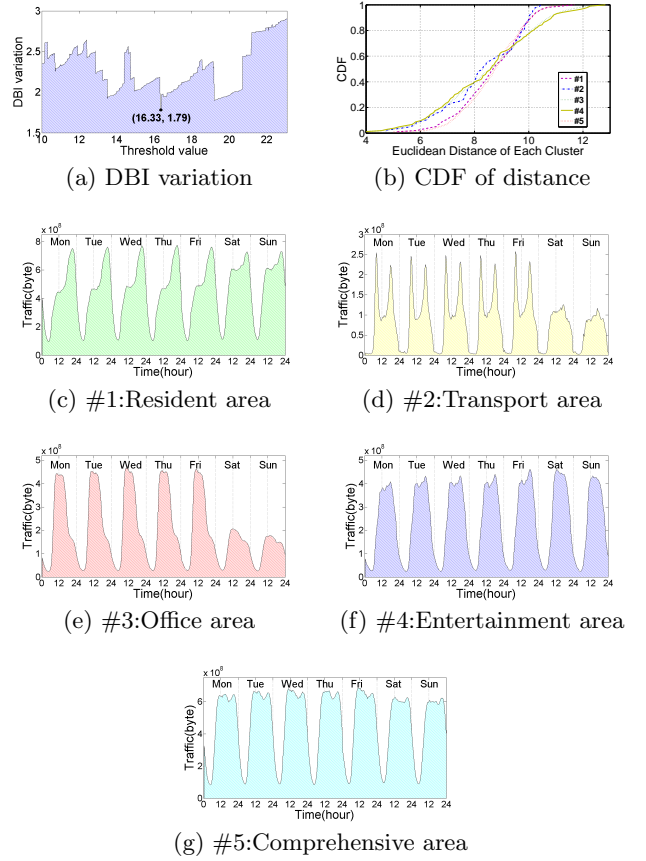 3
2.5
2
1.5
DBI variation
(16.33, 1.79)
10 12 14 16 18 20 22
Threshold value
(a) DBI variation
1
0.8
0.6
0.4
0.2
0
CDF
#1
#2
#3
#4
#5
4 6 8 10 12
Euclidean Distance of Each Cluster
(b) CDF of distance
x 10^8
Mon Tue Wed Thu Fri Sat Sun
8
6
4
2
0
Traffic(byte)
0 12 24 12 24 12 24 12 24 12 24 12 24 12 24
Time(hour)
(c) #1:Resident area
x 10^8
Mon Tue Wed Thu Fri Sat Sun
3
2.5
2
1.5
1
0.5
0
Traffic(byte)
0 12 24 12 24 12 24 12 24 12 24 12 24 12 24
Time(hour)
(d) #2:Transport area
x 10^8
Mon Tue Wed Thu Fri Sat Sun
5
4
3
2
1
0
Traffic(byte)
0 12 24 12 24 12 24 12 24 12 24 12 24 12 24
Time(hour)
(e) #3:Office area
x 10^8
Mon Tue Wed Thu Fri Sat Sun
5
4
3
2
1
0
Traffic(byte)
0 12 24 12 24 12 24 12 24 12 24 12 24 12 24
Time(hour)
(f) #4:Entertainment area
x 10^8
Mon Tue Wed Thu Fri Sat Sun
6
4
2
0
Traffic(byte)
0 12 24 12 24 12 24 12 24 12 24 12 24 12 24
Time(hour)
(g) #5:Comprehensive area